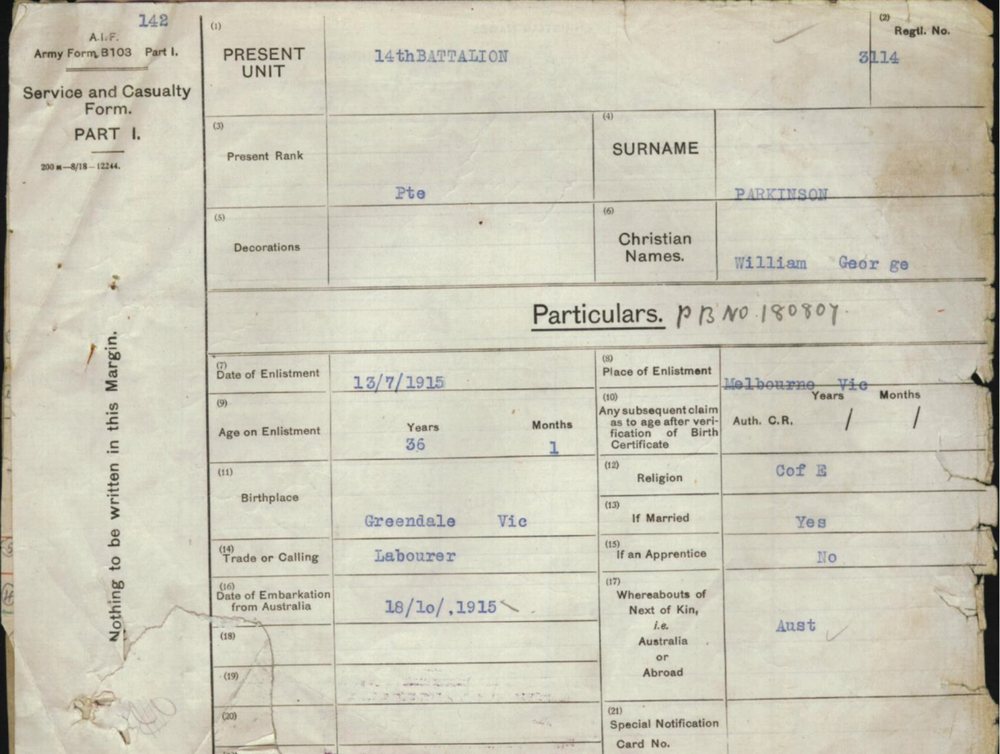 142
A.I.F.
Army Form, B103 Part I.
Service and Casualty
Form.
PART I.
200 M—8/18—12244.
Nothing to be written in this Margin.
(1)
PRESENT
UNIT
14thBATTALION
(2)
Regtl. No.
3114
(3)
Present Rank
Pte
(4)
SURNAME
PARKINSON
(5)
Decorations
(6)
Christian
Names.
William Geor ge
Particulars. PB NO 180807.
(7)
Date of Enlistment
13/7/1915
(8)
Place of Enlistment
Melbourne Vic
(9)
Age on Enlistment
Years
36
Months
1
(10)
Any subsequent claim
as to age after veri-
fication of Birth
Certificate
Years Months
Auth. C.R. / /
(11)
Birthplace
Greendale Vic
(12)
Religion
Cof E
(13)
If Married
Yes
(14)
Trade or Calling
Labourer
(15)
If an Apprentice
No
(16)
Date of Embarkation
from Australia
18/1o/,1915
(17)
Whereabouts of
Next of Kin,
i.e.
Australia
or
Abroad
Aust
(18)
(19)
(20)
(21)
Special Notification
Card No.